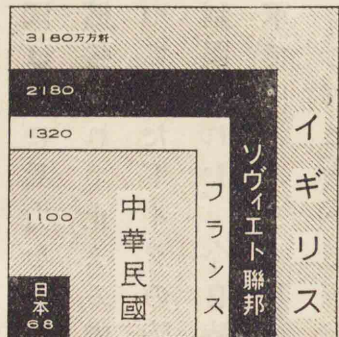 3180万方粁
2180
1320
1100
日本
68
中華民國
フランス
ソヴィエト聯邦
イギリス